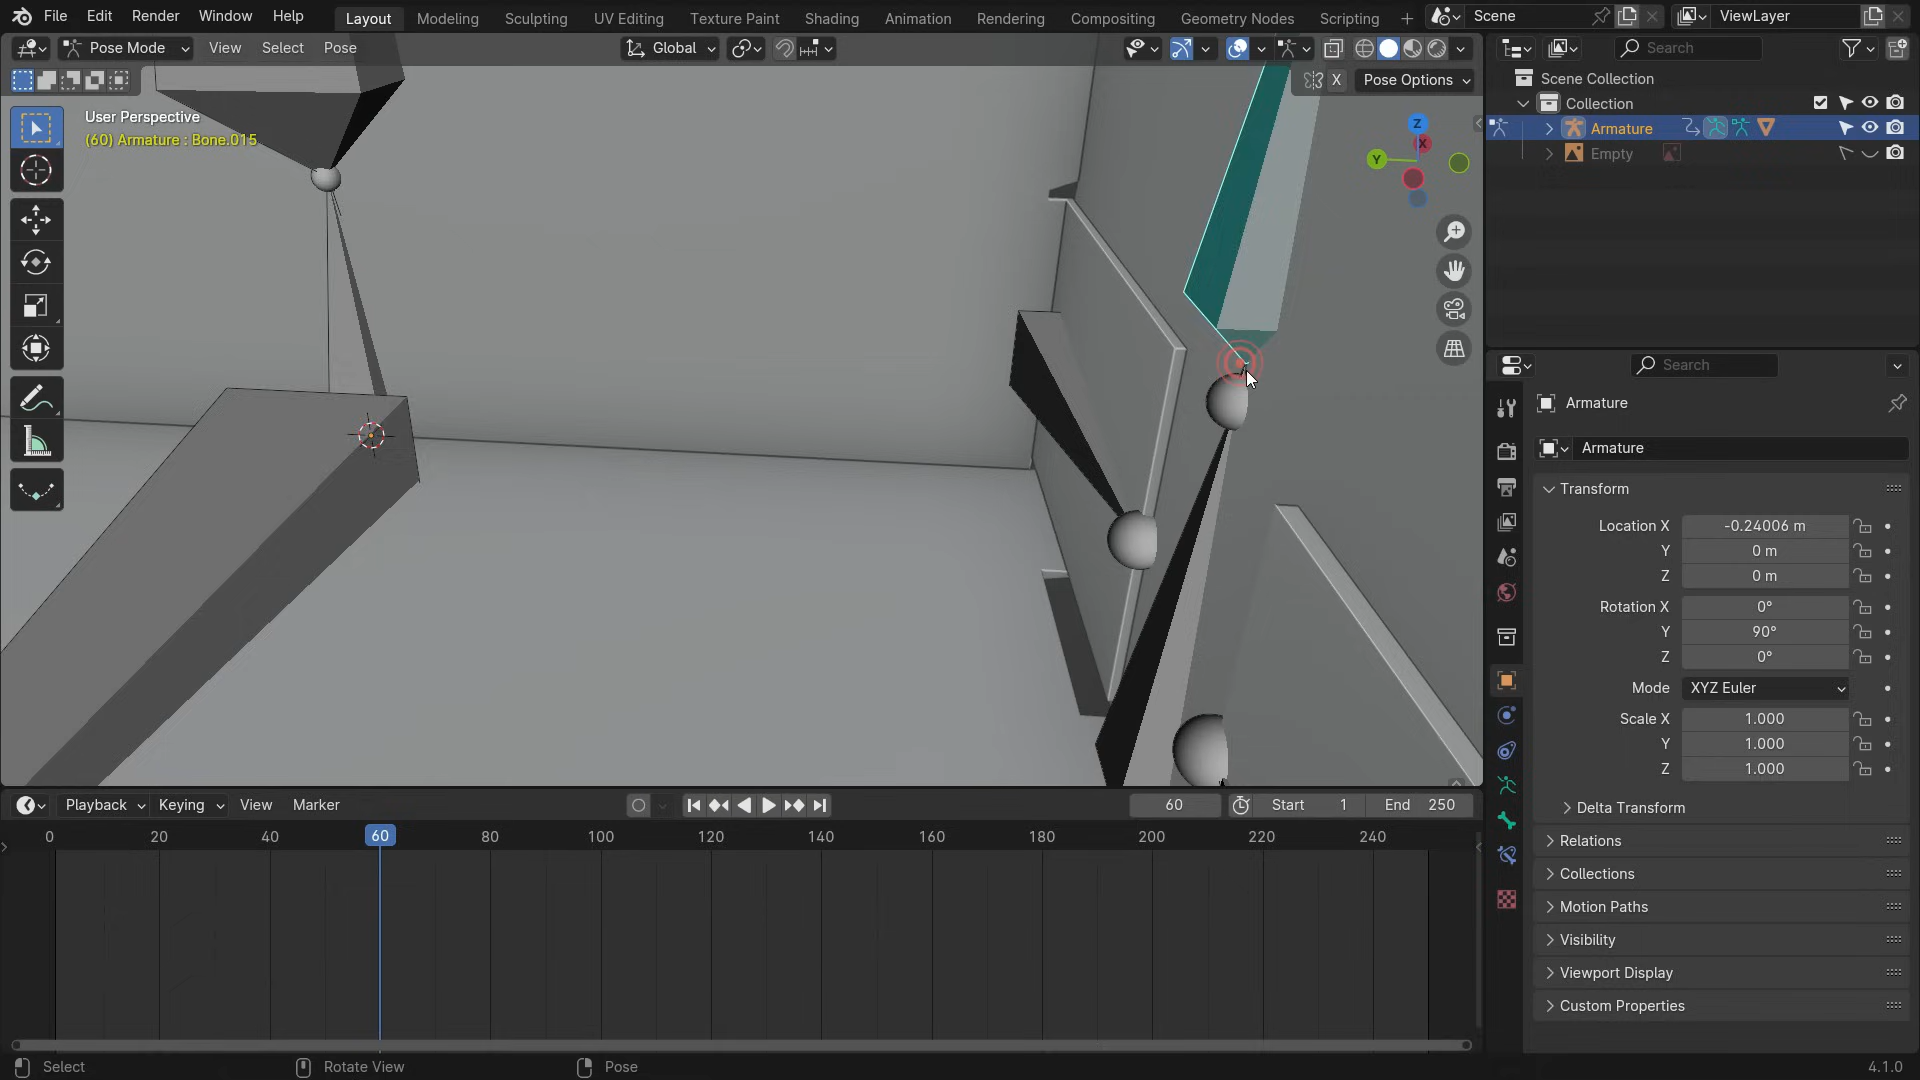 File Edit Render Window Help Layout Modeling Sculpting UV Editing Texture Paint Shading Animation Rendering Compositing Geometry Nodes Scripting + Scene ViewLayer
Pose Mode View Select Pose Global Search
X Pose Options
Scene Collection
Collection
Armature
Empty
User Perspective
(60) Armature : Bone.015
Z
X
Y
Search
Armature
Armature
Transform
Location X -0.24006 m
Y 0 m
Z 0 m
Rotation X 0°
Y 90°
Z 0°
Mode XYZ Euler
Scale X 1.000
Y 1.000
Z 1.000
Delta Transform
Relations
Collections
Motion Paths
Visibility
Viewport Display
Custom Properties
Playback Keying View Marker 60 Start 1 End 250
0 20 40 60 80 100 120 140 160 180 200 220 240
Select Rotate View Pose 4.1.0